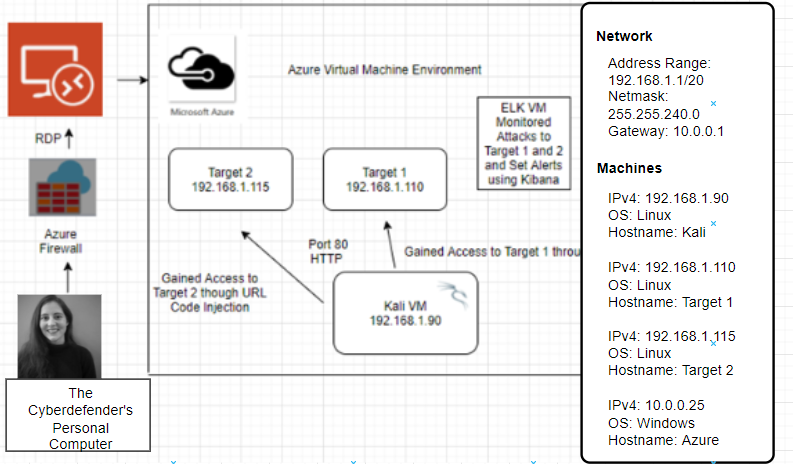 RDP
Azure
Firewall
The
Cyberdefender's
Personal
Computer
Microsoft Azure
Azure Virtual Machine Environment
ELK VM
Monitored
Attacks to
Target 1 and 2
and Set Alerts
using Kibana
Target 2
192.168.1.115
Target 1
192.168.1.110
Port 80
HTTP
Gained Access to Target 1 throu
Gained Access to
Target 2 though URL
Code Injection
Kali VM
192.168.1.90
Network
Address Range:
192.168.1.1/20
Netmask:
255.255.240.0
Gateway: 10.0.0.1
Machines
IPv4: 192.168.1.90
OS: Linux
Hostname: Kali
IPv4: 192.168.1.110
OS: Linux
Hostname: Target 1
IPv4: 192.168.1.115
OS: Linux
Hostname: Target 2
IPv4: 10.0.0.25
OS: Windows
Hostname: Azure